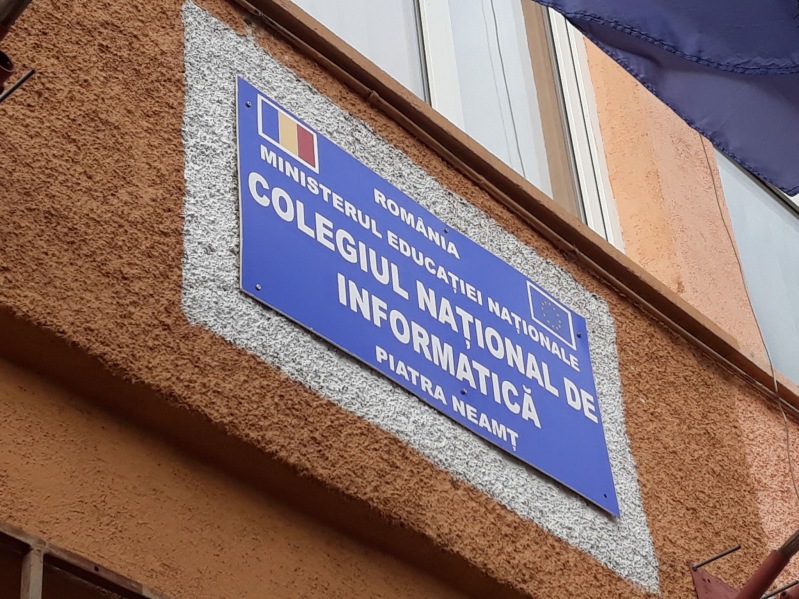 ROMÂNIA
MINISTERUL EDUCAȚIEI NAȚIONALE
COLEGIUL NAȚIONAL DE
INFORMATICĂ
PIATRA NEAMȚ